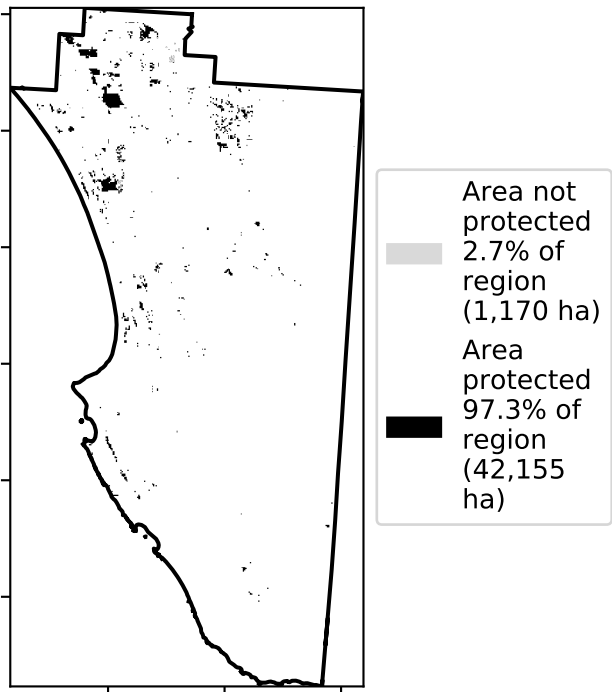 Area not
protected
2.7% of
region
(1,170 ha)
Area
protected
97.3% of
region
(42,155
ha)